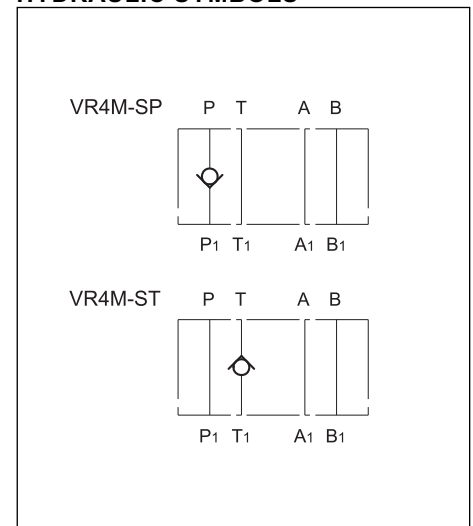 HYDRAULIC SYMBOLS
VR4M-SP P T A B
P1 T1 A1 B1
VR4M-ST P T A B
P1 T1 A1 B1